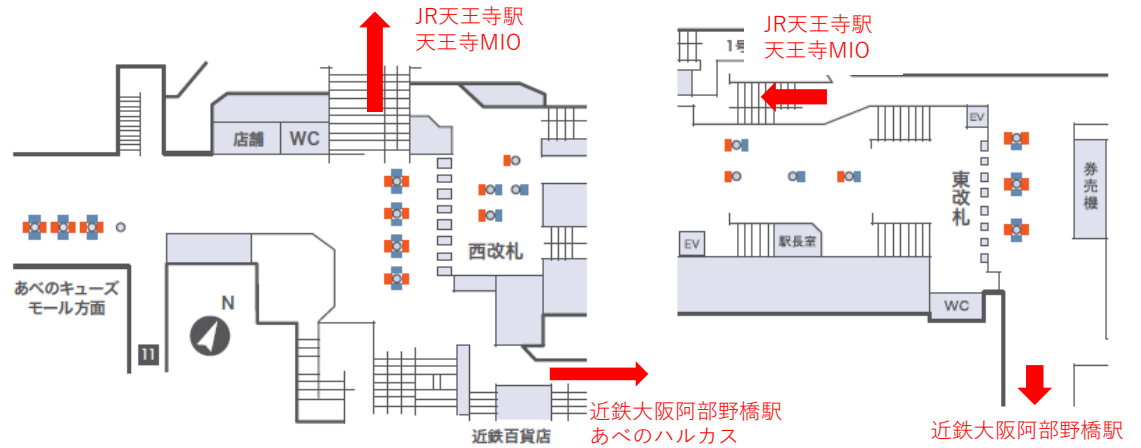 JR天王寺駅
天王寺MIO
店舗
WC
西改札
あべのキューズ
モール方面
N
11
近鉄百貨店
近鉄大阪阿部野橋駅
あべのハルカス
JR天王寺駅
天王寺MIO
1号
EV
東改札
券売機
EV
駅長室
WC
近鉄大阪阿部野橋駅